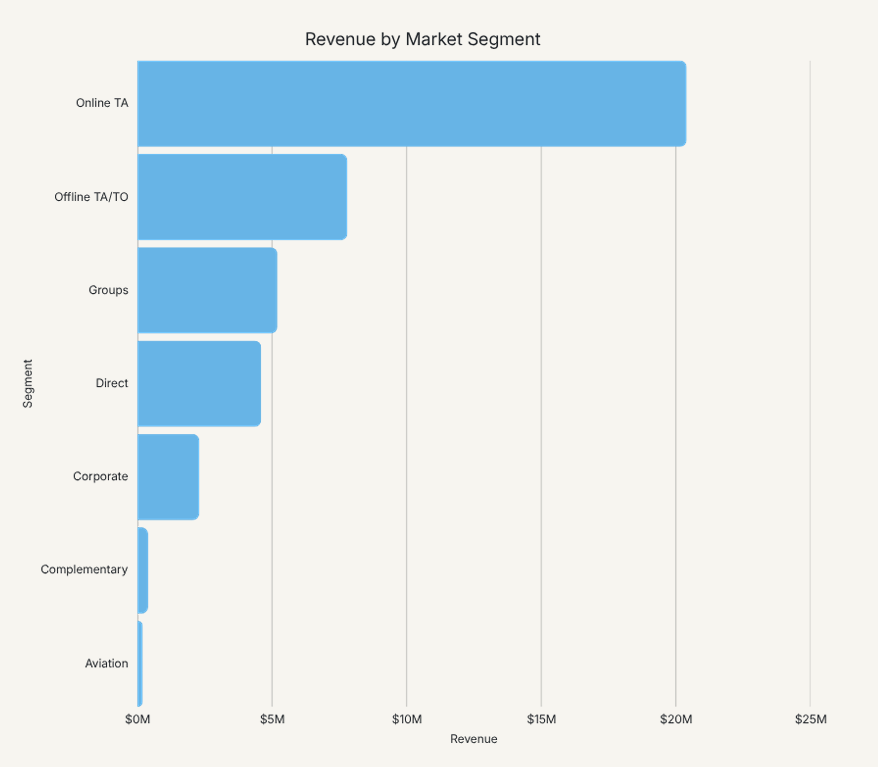 Revenue by Market Segment
Online TA
Offline TA/TO
Groups
Direct
Corporate
Complementary
Aviation
Segment
$0M $5M $10M $15M $20M $25M
Revenue